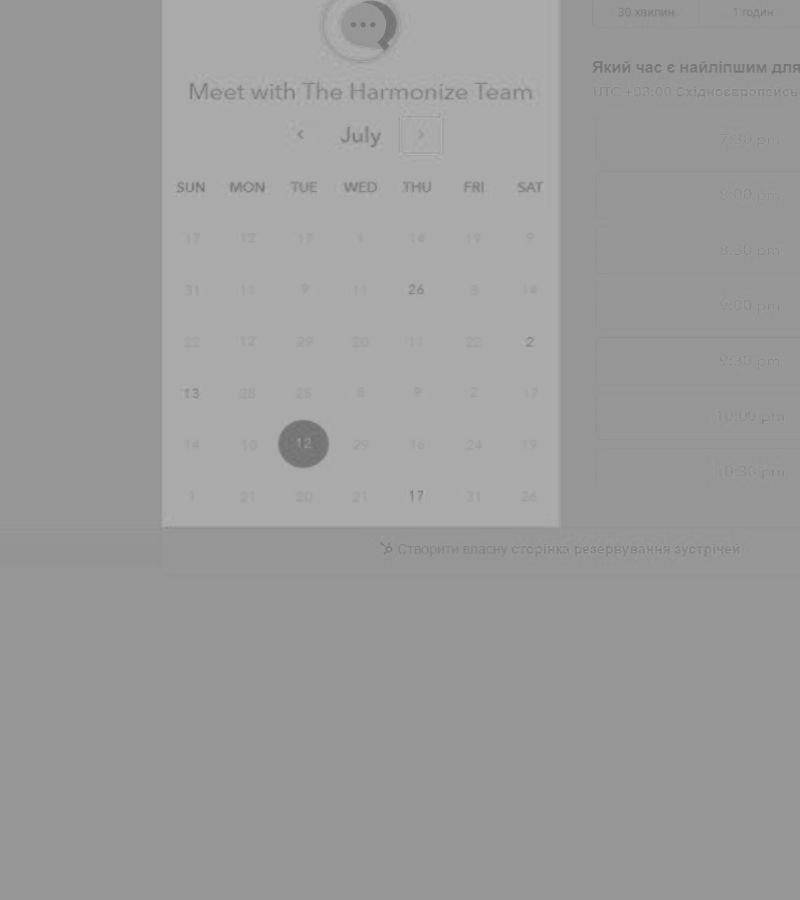 30 хвилин 1 годин
Meet with The Harmonize Team
July
SUN MON TUE WED THU FRI SAT
17 12 17 1 14 19 9
31 11 9 11 26 3 14
22 12 29 20 11 22 2
13 28 23 8 9 2 17
14 18 12 29 16 24 19
1 21 20 21 17 31 26
Який час є найліпшим для
UTC +03:00 Східноєвропейсь
7:30 pm
8:00 pm
8:30 pm
9:00 pm
9:30 pm
10:00 pm
10:30 pm
Створити власну сторінка резервування зустрічей